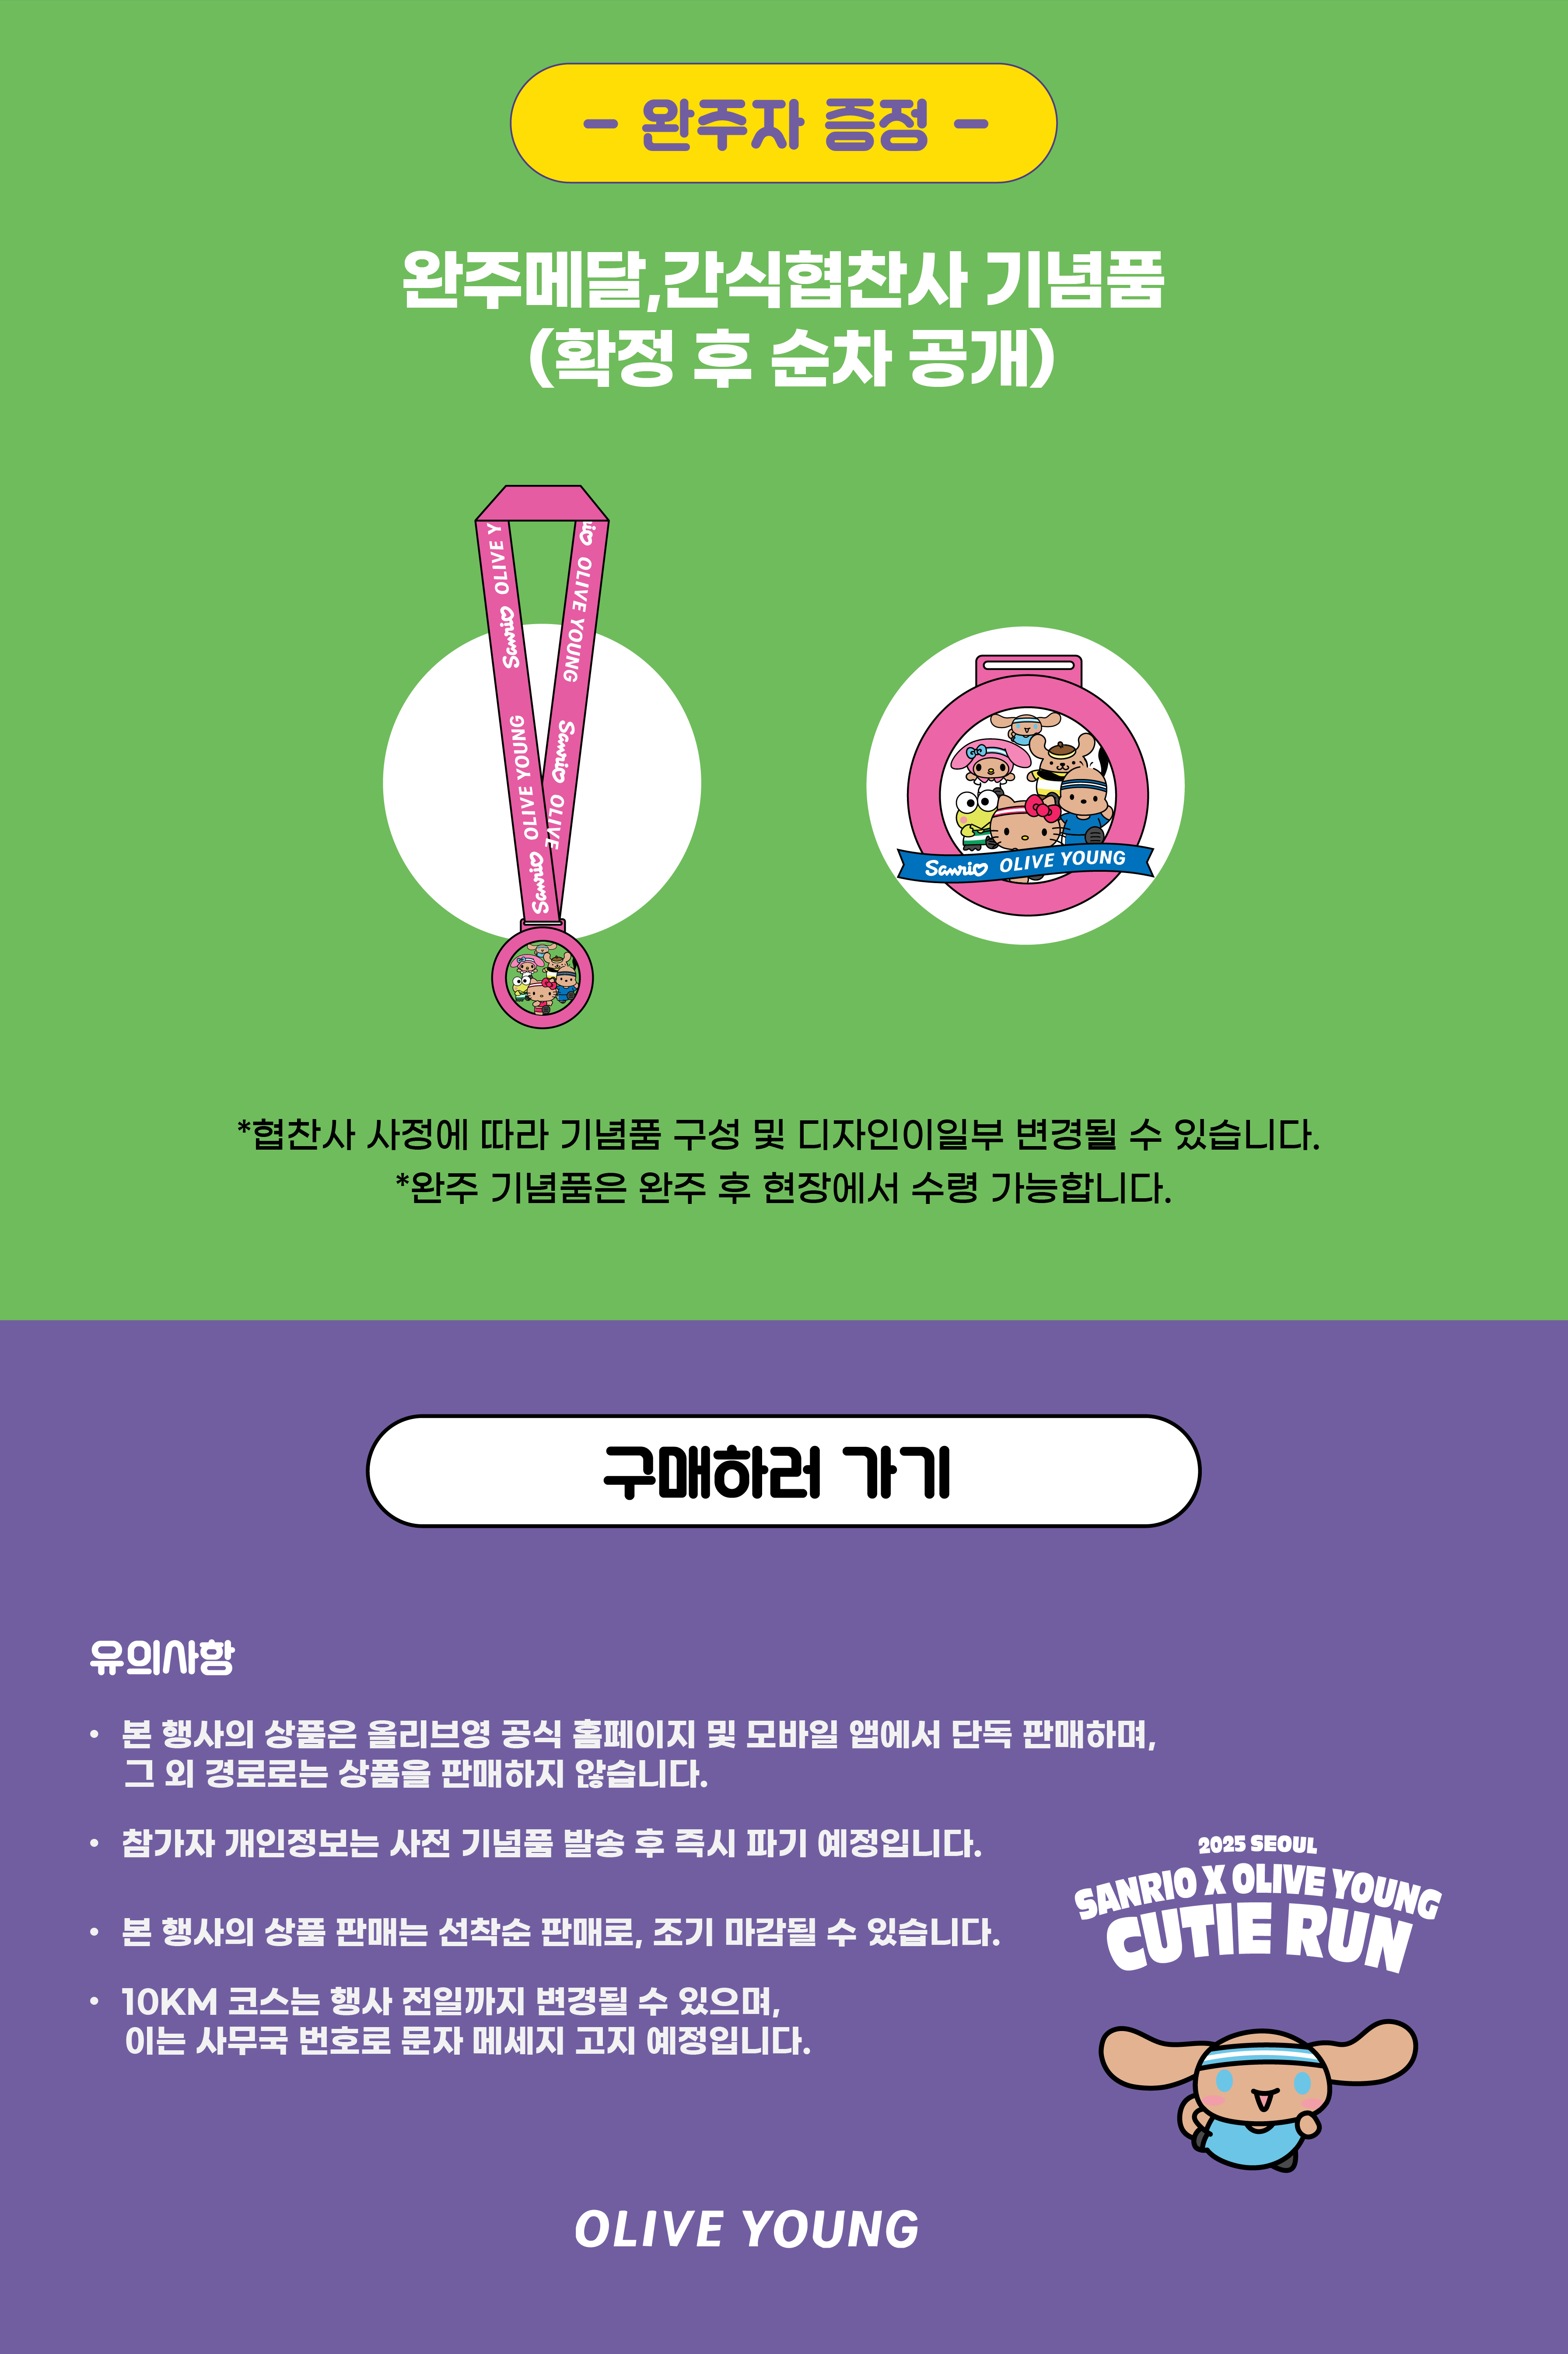 - 완주자 증정 -
완주메달,간식협찬사 기념품
(확정 후 순차 공개)
OLIVE Y
Sanrio
OLIVE YOUNG
Sanrio
rio
OLIVE YOUNG
Sanrio
OLIVE
Sanrio OLIVE YOUNG
*협찬사 사정에 따라 기념품 구성 및 디자인이일부 변경될 수 있습니다.
*완주 기념품은 완주 후 현장에서 수령 가능합니다.
구매하러 가기
유의사항
• 본 행사의 상품은 올리브영 공식 홈페이지 및 모바일 앱에서 단독 판매하며,
그 외 경로로는 상품을 판매하지 않습니다.
• 참가자 개인정보는 사전 기념품 발송 후 즉시 파기 예정입니다.
• 본 행사의 상품 판매는 선착순 판매로, 조기 마감될 수 있습니다.
• 10KM 코스는 행사 전일까지 변경될 수 있으며,
이는 사무국 번호로 문자 메세지 고지 예정입니다.
2025 SEOUL
SANRIO X OLIVE YOUNG
CUTIE RUN
OLIVE YOUNG